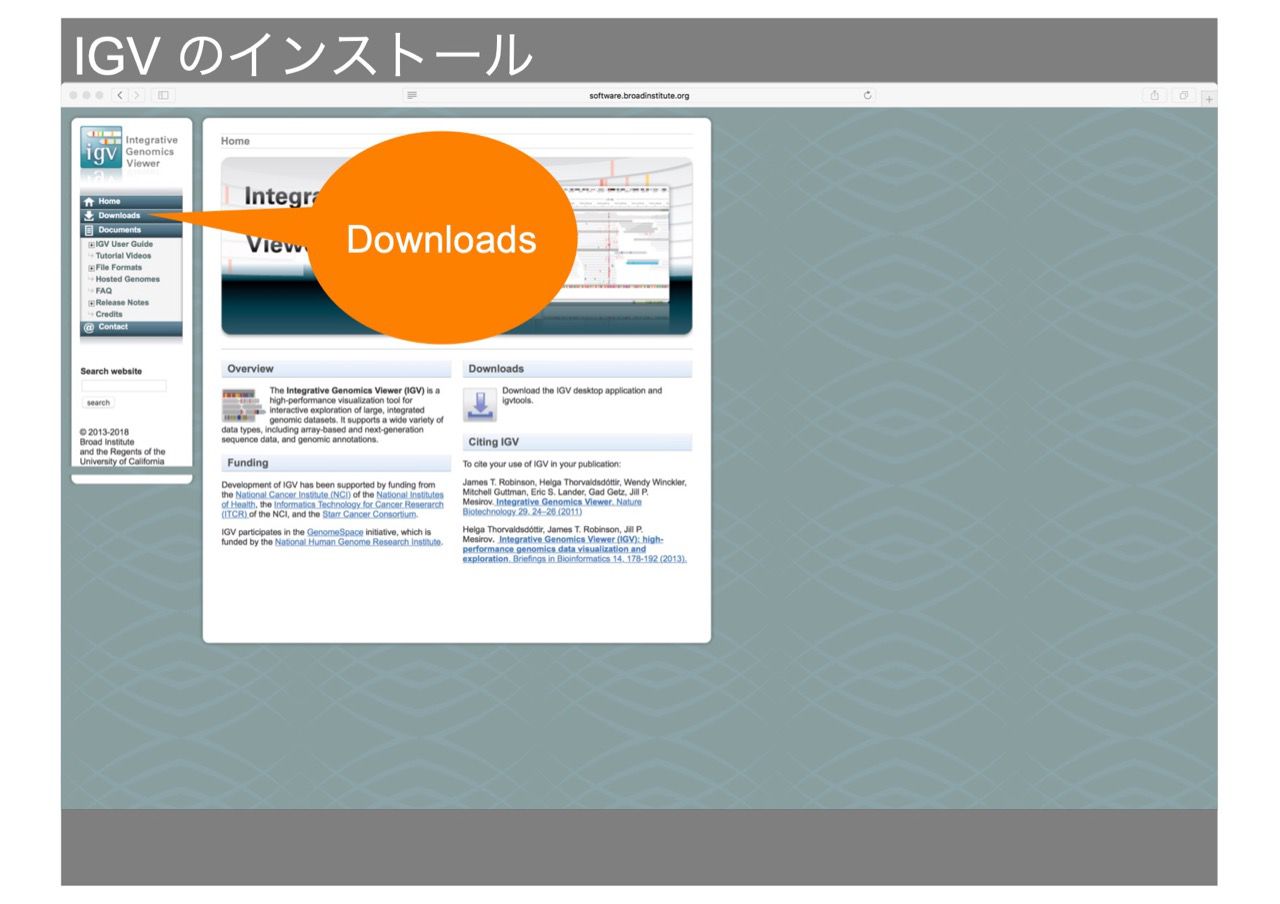 IGV のインストール
software.broadinstitute.org
igv
Integrative
Genomics
Viewer
Home
Downloads
Documents
IGV User Guide
Tutorial Videos
File Formats
Hosted Genomes
FAQ
Release Notes
Credits
Contact
Search website
search
© 2013-2018
Broad Institute
and the Regents of the
University of California
Home
Downloads
Overview
The Integrative Genomics Viewer (IGV) is a
high-performance visualization tool for
interactive exploration of large, integrated
genomic datasets. It supports a wide variety of
data types, including array-based and next-generation
sequence data, and genomic annotations.
Funding
Development of IGV has been supported by funding from
the National Cancer Institute (NCI) of the National Institutes
of Health, the Informatics Technology for Cancer Reserarch
(ITCR) of the NCI, and the Starr Cancer Consortium.
IGV participates in the GenomeSpace initiative, which is
funded by the National Human Genome Research Institute.
Downloads
Download the IGV desktop application and
igvtools.
Citing IGV
To cite your use of IGV in your publication:
James T. Robinson, Helga Thorvaldsdóttir, Wendy Winckler,
Mitchell Guttman, Eric S. Lander, Gad Getz, Jill P.
Mesirov. Integrative Genomics Viewer. Nature
Biotechnology 29, 24–26 (2011)
Helga Thorvaldsdóttir, James T. Robinson, Jill P.
Mesirov. Integrative Genomics Viewer (IGV): high-
performance genomics data visualization and
exploration. Briefings in Bioinformatics 14, 178-192 (2013).